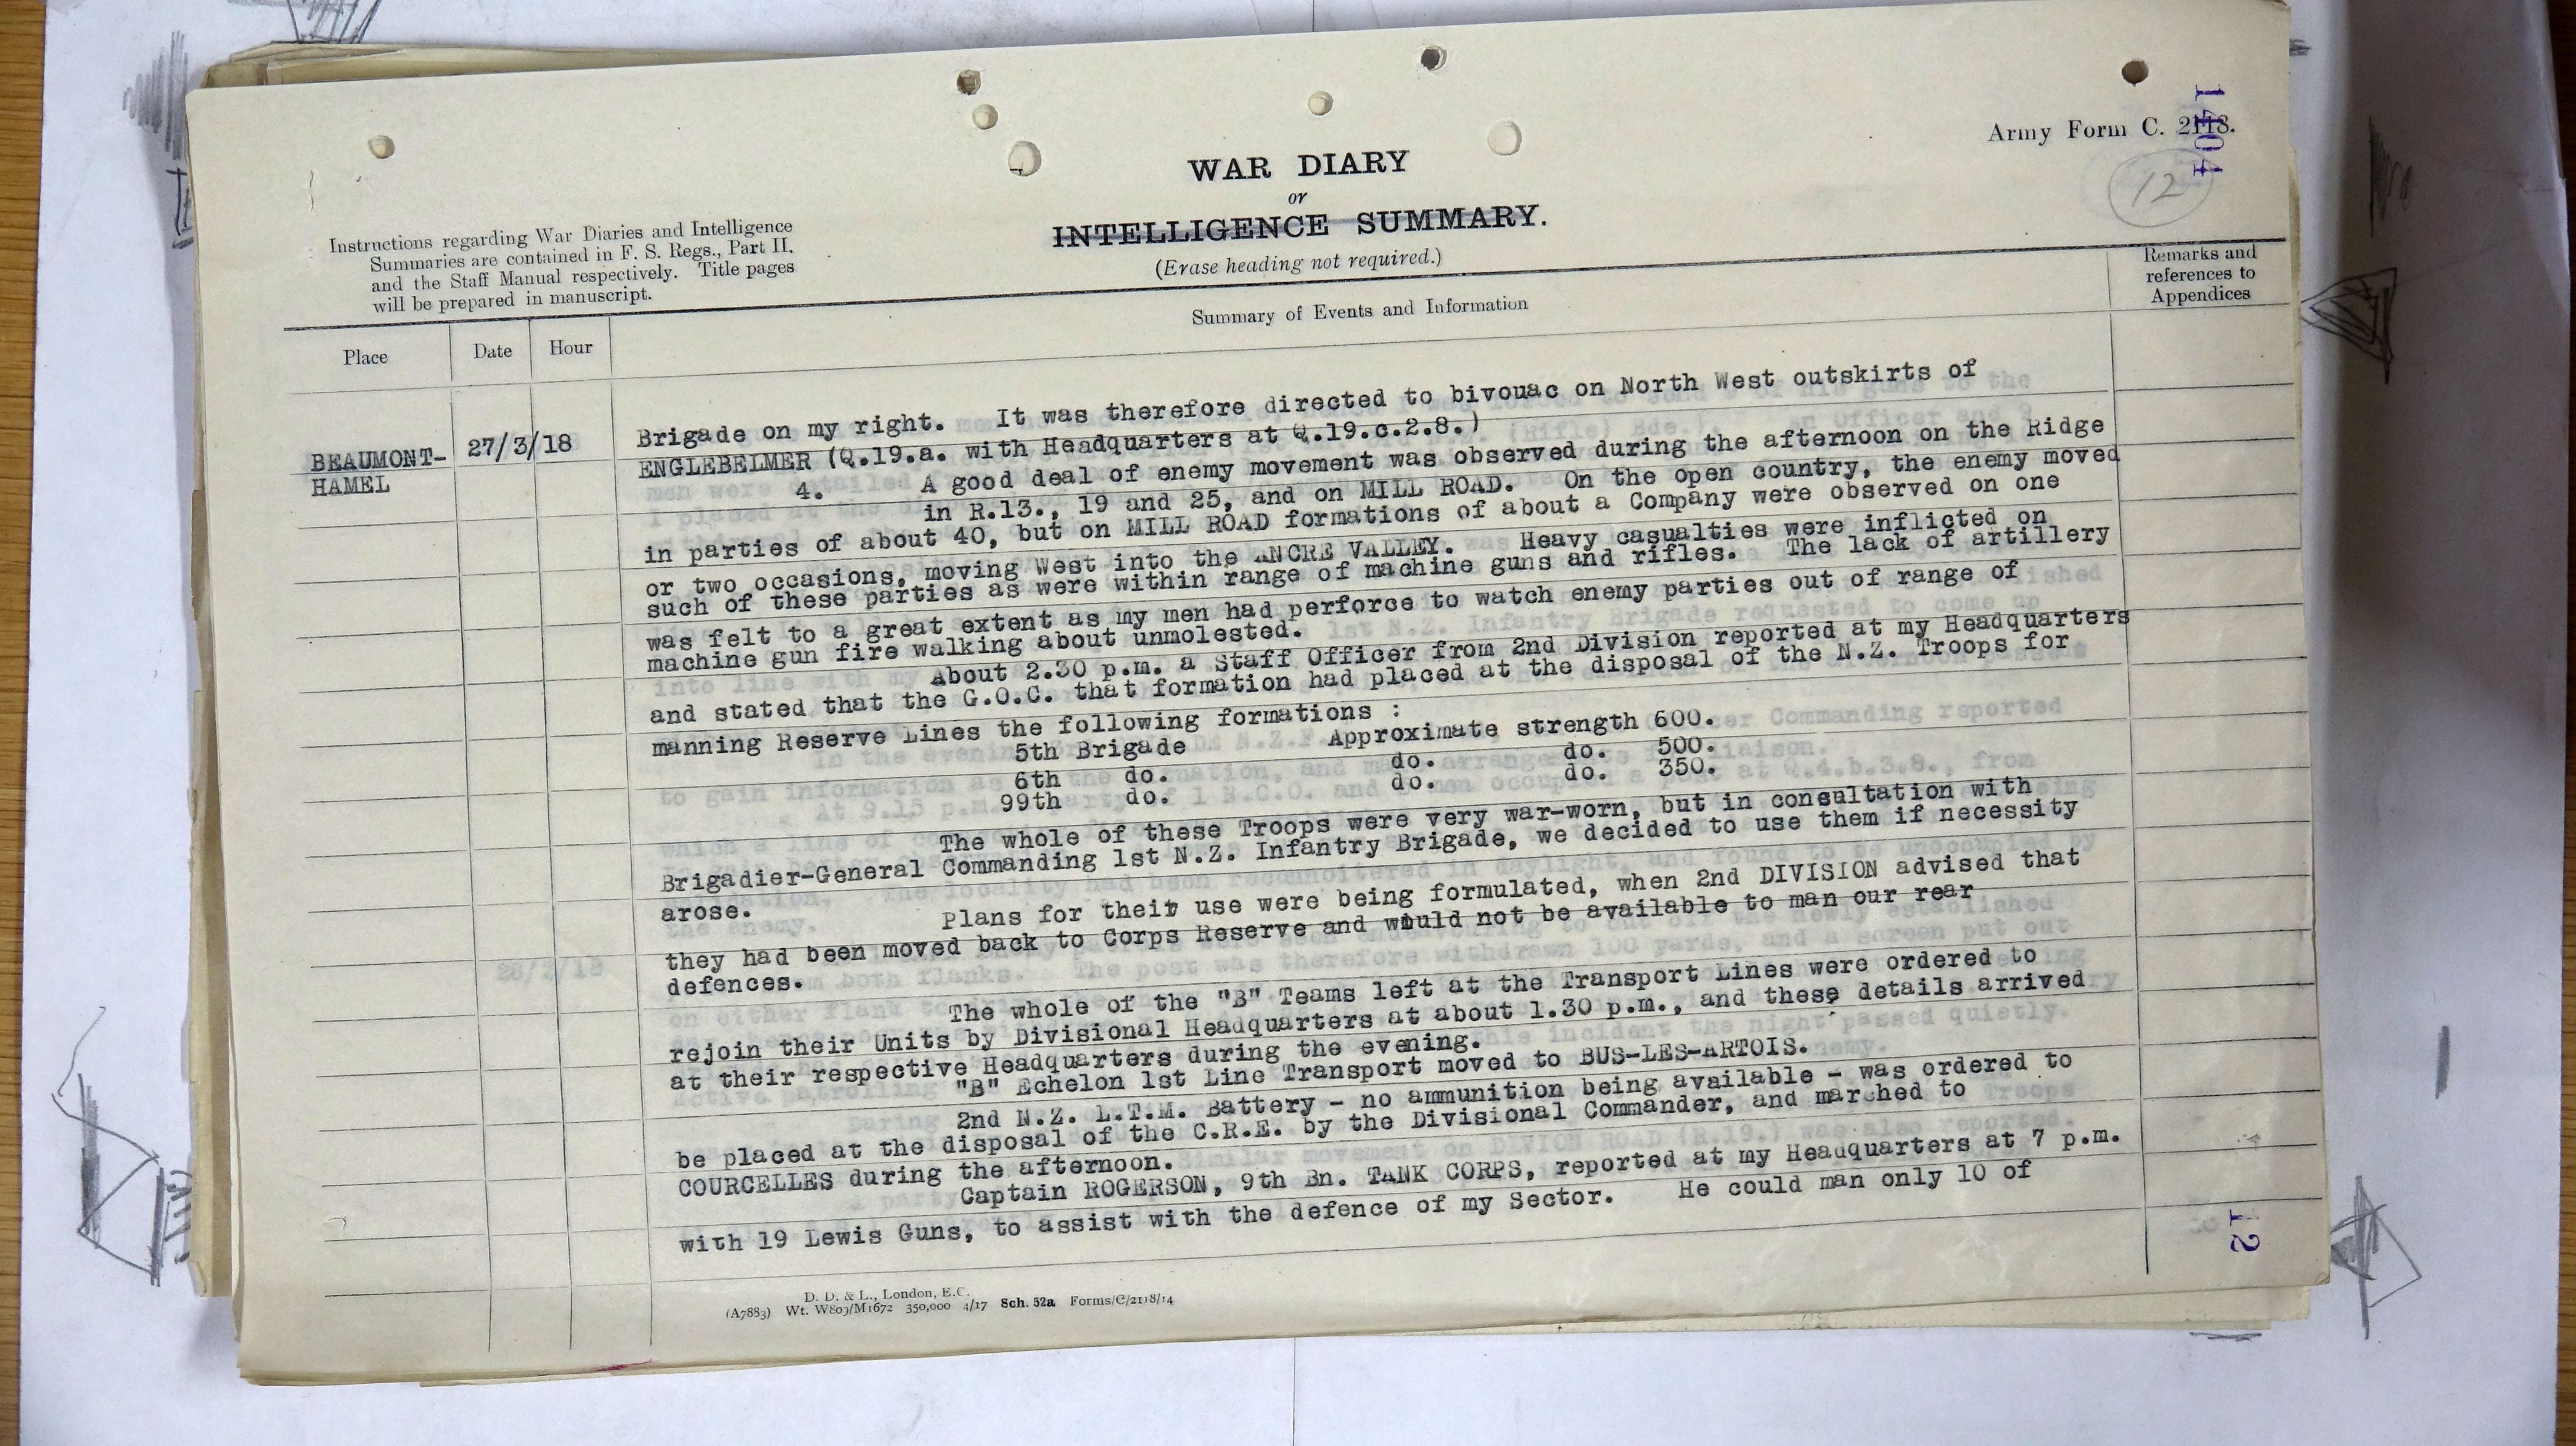 1404
Army Form C. 2118.
12
WAR DIARY
or
INTELLIGENCE SUMMARY.
(Erase heading not required.)
Instructions regarding War Diaries and Intelligence
Summaries are contained in F. S. Regs., Part II.
and the Staff Manual respectively. Title pages
will be prepared in manuscript.
Place
Date
Hour
Summary of Events and Information
Remarks and
references to
Appendices
BEAUMONT-
HAMEL
27/3/18
Brigade on my right. It was therefore directed to bivouac on North West outskirts of
ENGLEBELMER (Q.19.a. with Headquarters at Q.19.c.2.8.)
4. A good deal of enemy movement was observed during the afternoon on the Ridge
in R.13., 19 and 25, and on MILL ROAD. On the open country, the enemy moved
in parties of about 40, but on MILL ROAD formations of about a Company were observed on one
or two occasions, moving West into the ANCRE VALLEY. Heavy casualties were inflicted on
such of these parties as were within range of machine guns and rifles. The lack of artillery
was felt to a great extent as my men had perforce to watch enemy parties out of range of
machine gun fire walking about unmolested.
About 2.30 p.m. a Staff Officer from 2nd Division reported at my Headquarters
and stated that the G.O.C. that formation had placed at the disposal of the N.Z. Troops for
manning Reserve Lines the following formations :
5th Brigade Approximate strength 600.
6th do. do. do. 500.
99th do. do. do. 350.
The whole of these Troops were very war-worn, but in consultation with
Brigadier-General Commanding 1st N.Z. Infantry Brigade, we decided to use them if necessity
arose.
Plans for their use were being formulated, when 2nd DIVISION advised that
they had been moved back to Corps Reserve and would not be available to man our rear
defences.
The whole of the "B" Teams left at the Transport Lines were ordered to
rejoin their Units by Divisional Headquarters at about 1.30 p.m., and these details arrived
at their respective Headquarters during the evening.
"B" Echelon 1st Line Transport moved to BUS-LES-ARTOIS.
2nd N.Z. L.T.M. Battery - no ammunition being available - was ordered to
be placed at the disposal of the C.R.E. by the Divisional Commander, and marched to
COURCELLES during the afternoon.
Captain ROGERSON, 9th Bn. TANK CORPS, reported at my Headquarters at 7 p.m.
with 19 Lewis Guns, to assist with the defence of my Sector. He could man only 10 of
12
D. D. & L., London, E.C.
(A7883) Wt. W809/M1672 350,000 4/17 Sch. 52a Forms/C/2118/14